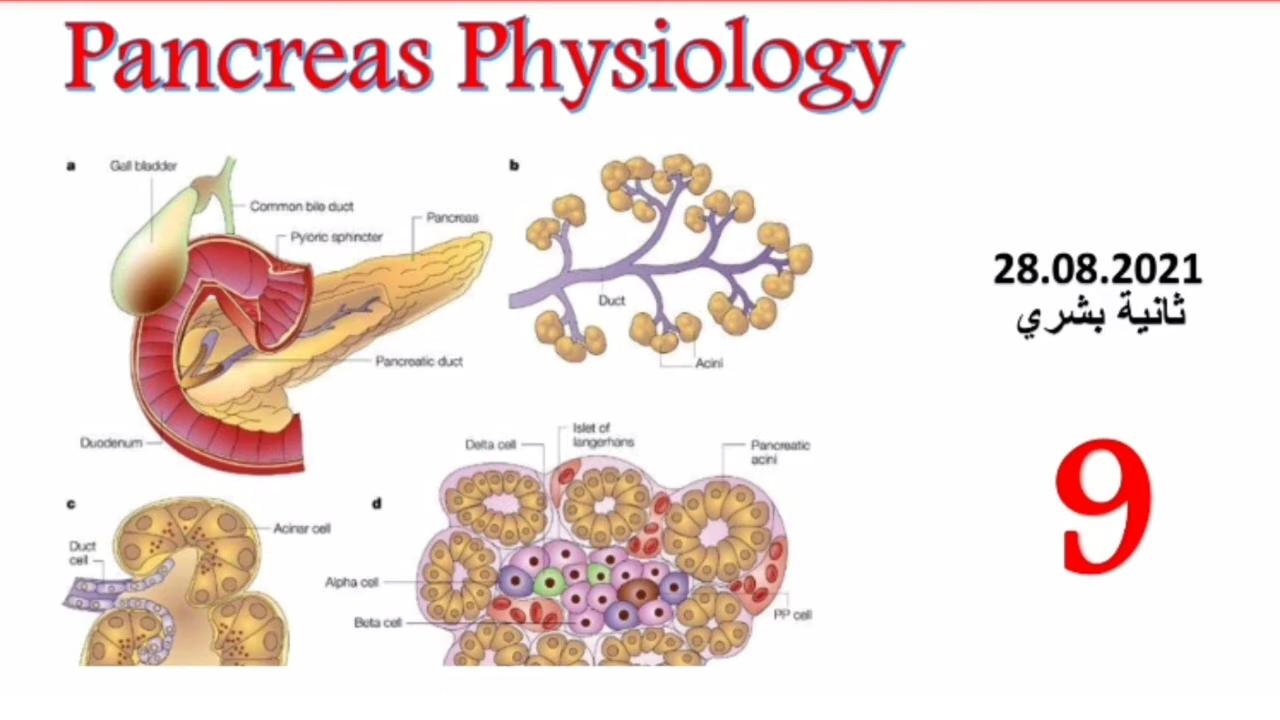 Pancreas Physiology
a
Gall bladder
Common bile duct
Pyloric sphincter
Pancreas
Pancreatic duct
Duodenum
b
Duct
Acini
28.08.2021
ثانية بشري
9
c
Acinar cell
Duct
cell
d
Delta cell
Islet of
langerhans
Pancreatic
acini
Alpha cell
Beta cell
PP cell